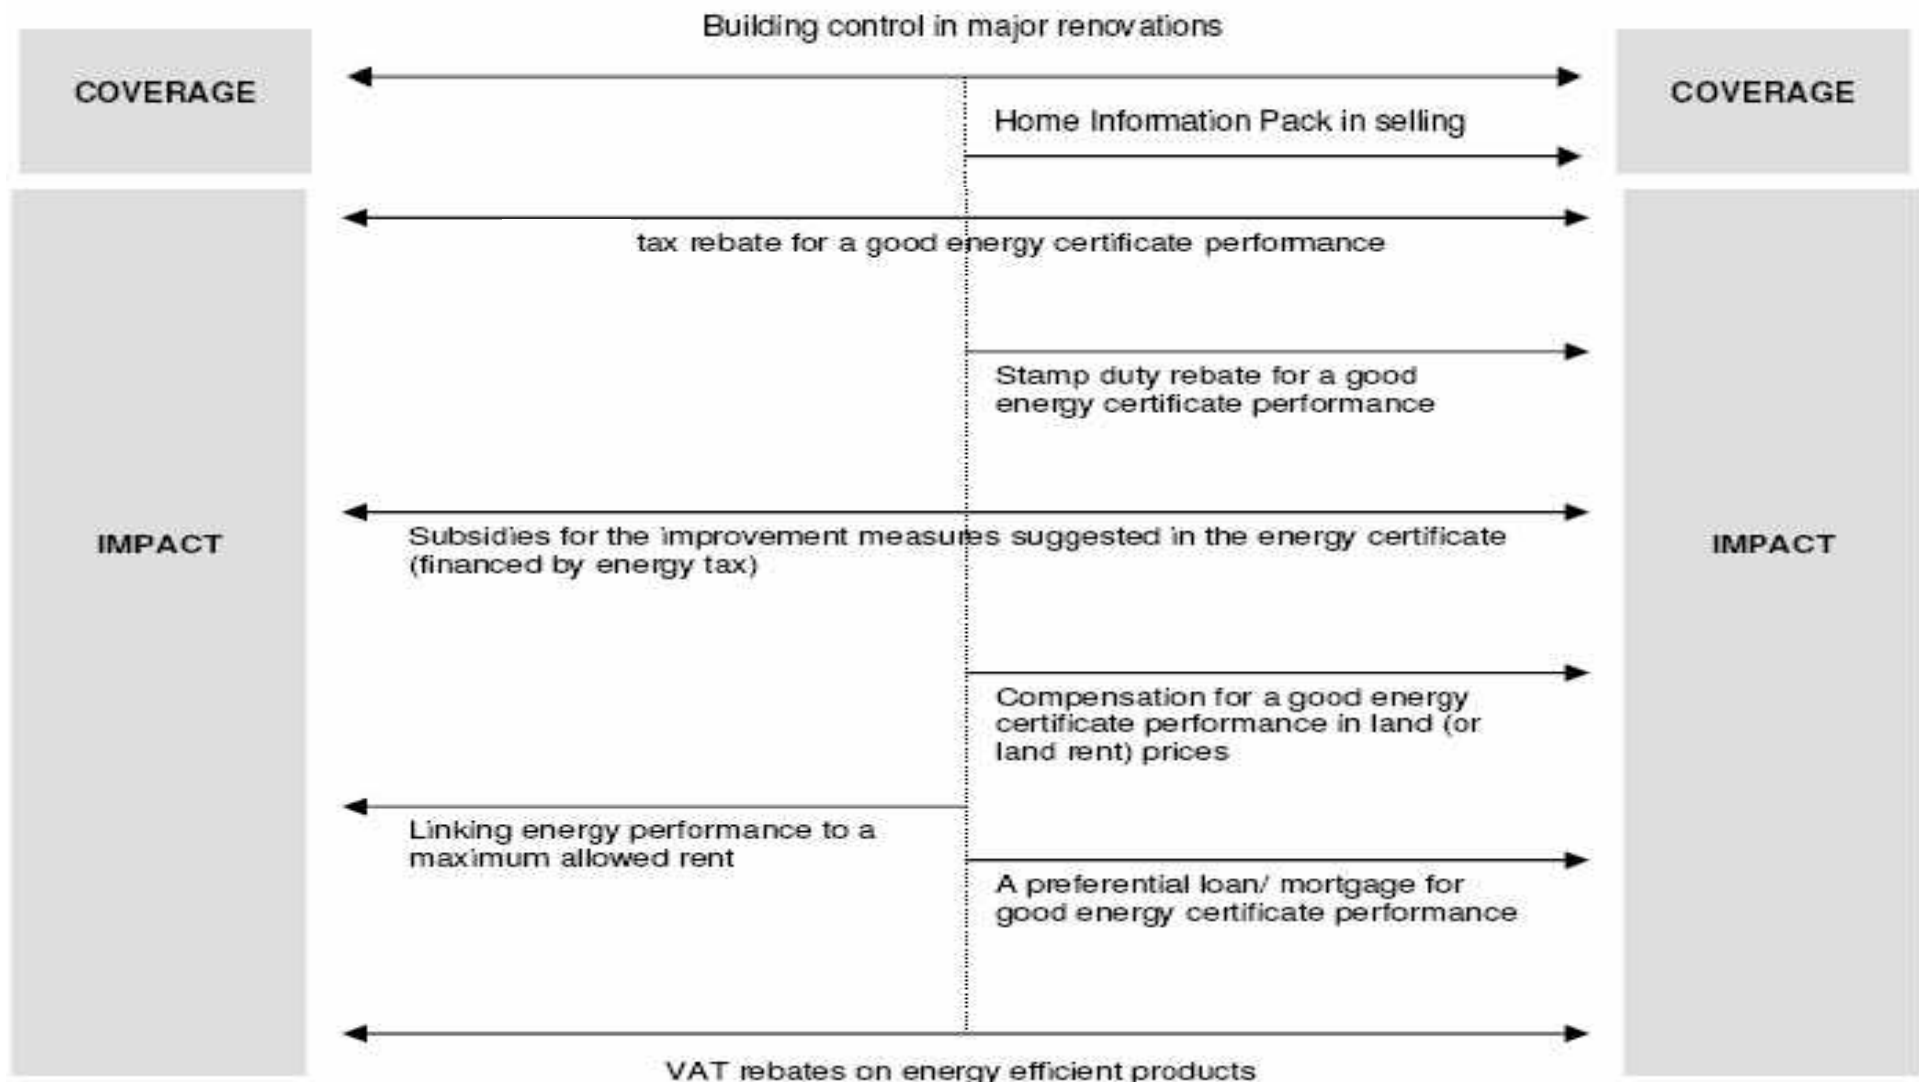 Building control in major renovations
COVERAGE
COVERAGE
Home Information Pack in selling
tax rebate for a good energy certificate performance
Stamp duty rebate for a good
energy certificate performance
IMPACT
Subsidies for the improvement measures suggested in the energy certificate
(financed by energy tax)
IMPACT
Compensation for a good energy
certificate performance in land (or
land rent) prices
Linking energy performance to a
maximum allowed rent
A preferential loan/ mortgage for
good energy certificate performance
VAT rebates on energy efficient products